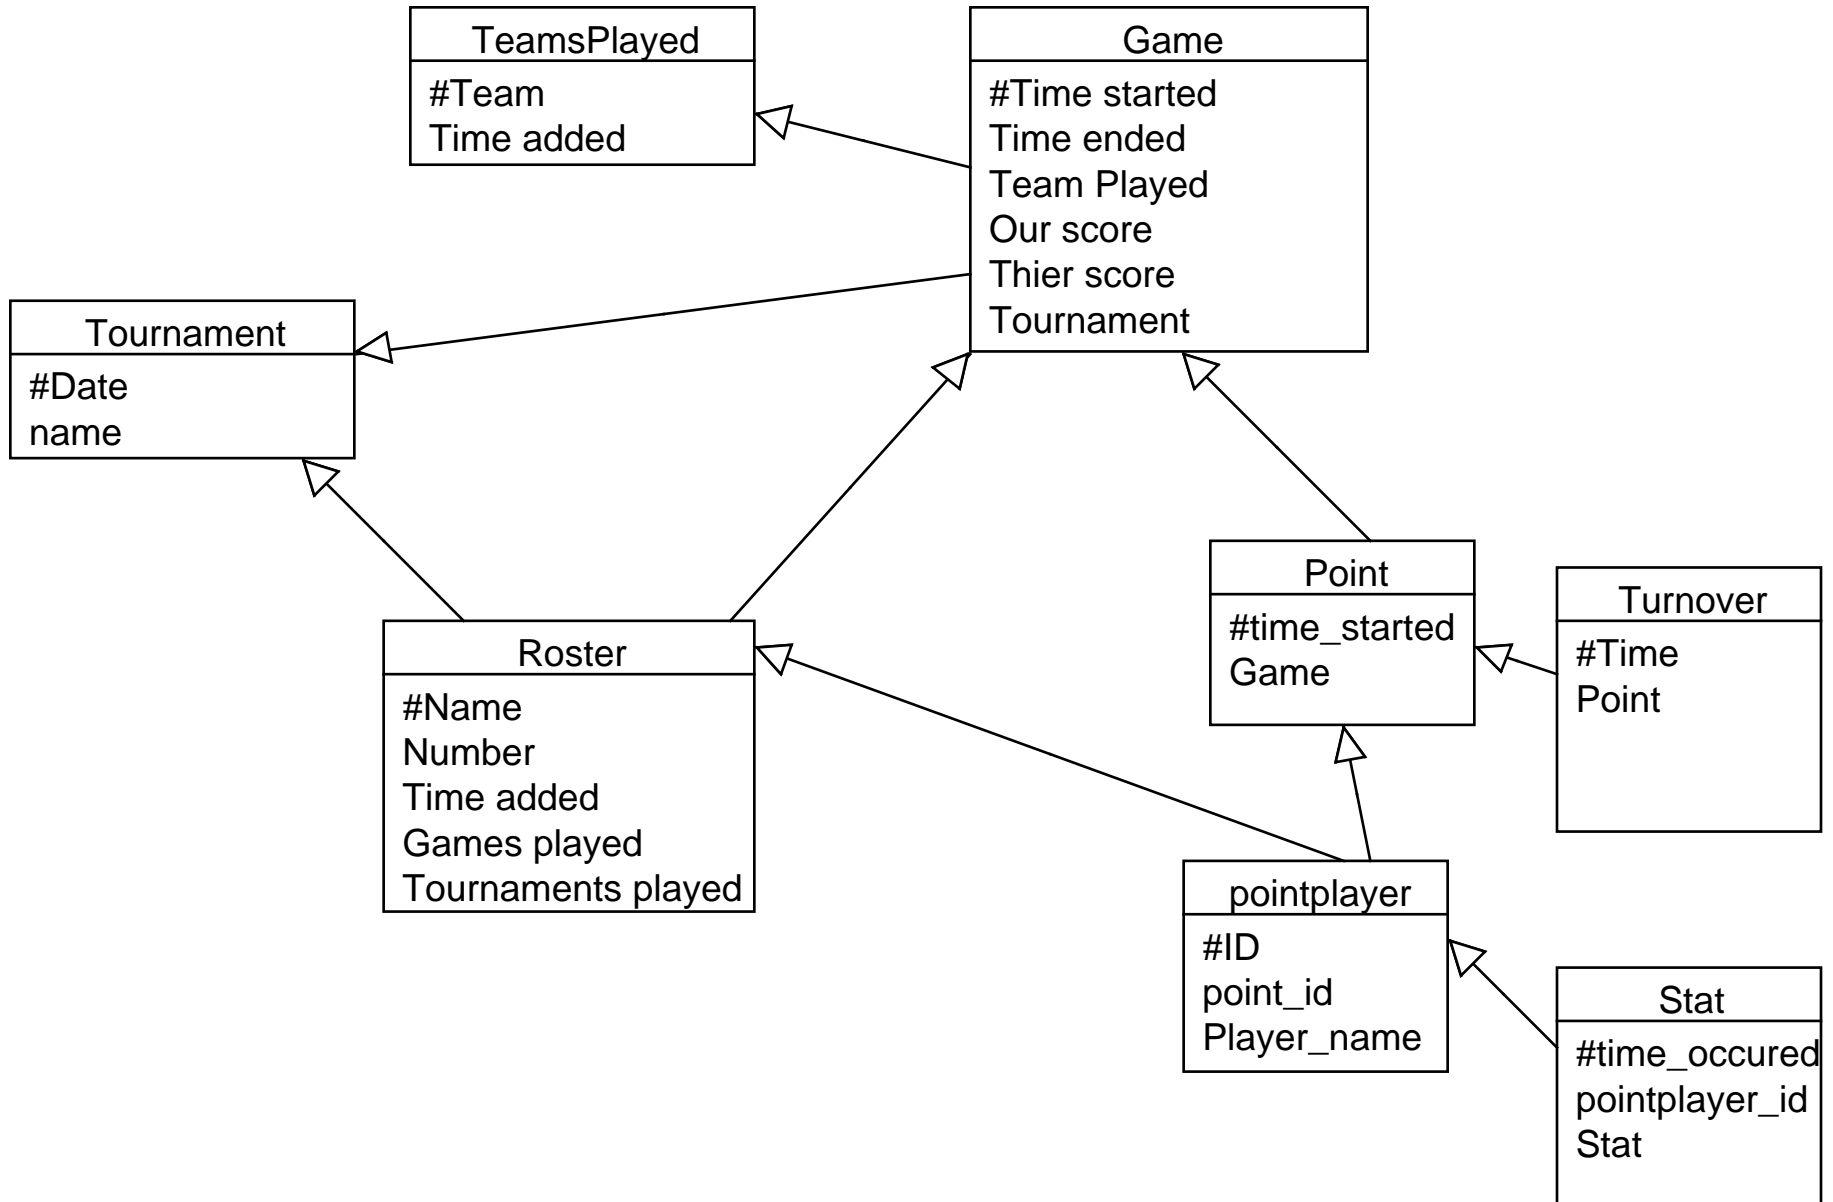 TeamsPlayed
#Team
Time added
Game
#Time started
Time ended
Team Played
Our score
Thier score
Tournament
Tournament
#Date
name
Roster
#Name
Number
Time added
Games played
Tournaments played
Point
#time_started
Game
Turnover
#Time
Point
pointplayer
#ID
point_id
Player_name
Stat
#time_occured
pointplayer_id
Stat